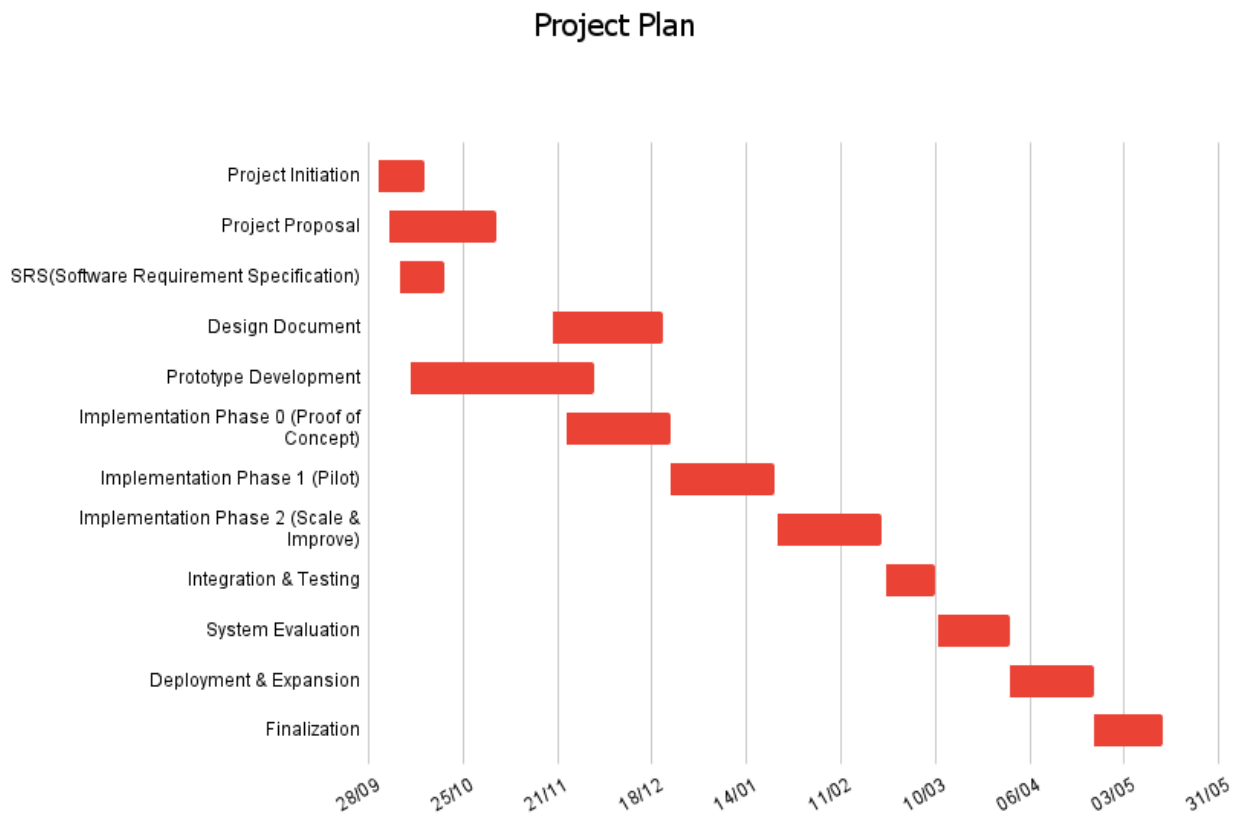 Project Plan
Project Initiation
Project Proposal
SRS(Software Requirement Specification)
Design Document
Prototype Development
Implementation Phase 0 (Proof of
Concept)
Implementation Phase 1 (Pilot)
Implementation Phase 2 (Scale &
Improve)
Integration & Testing
System Evaluation
Deployment & Expansion
Finalization
28/09
25/10
21/11
18/12
14/01
11/02
10/03
06/04
03/05
31/05